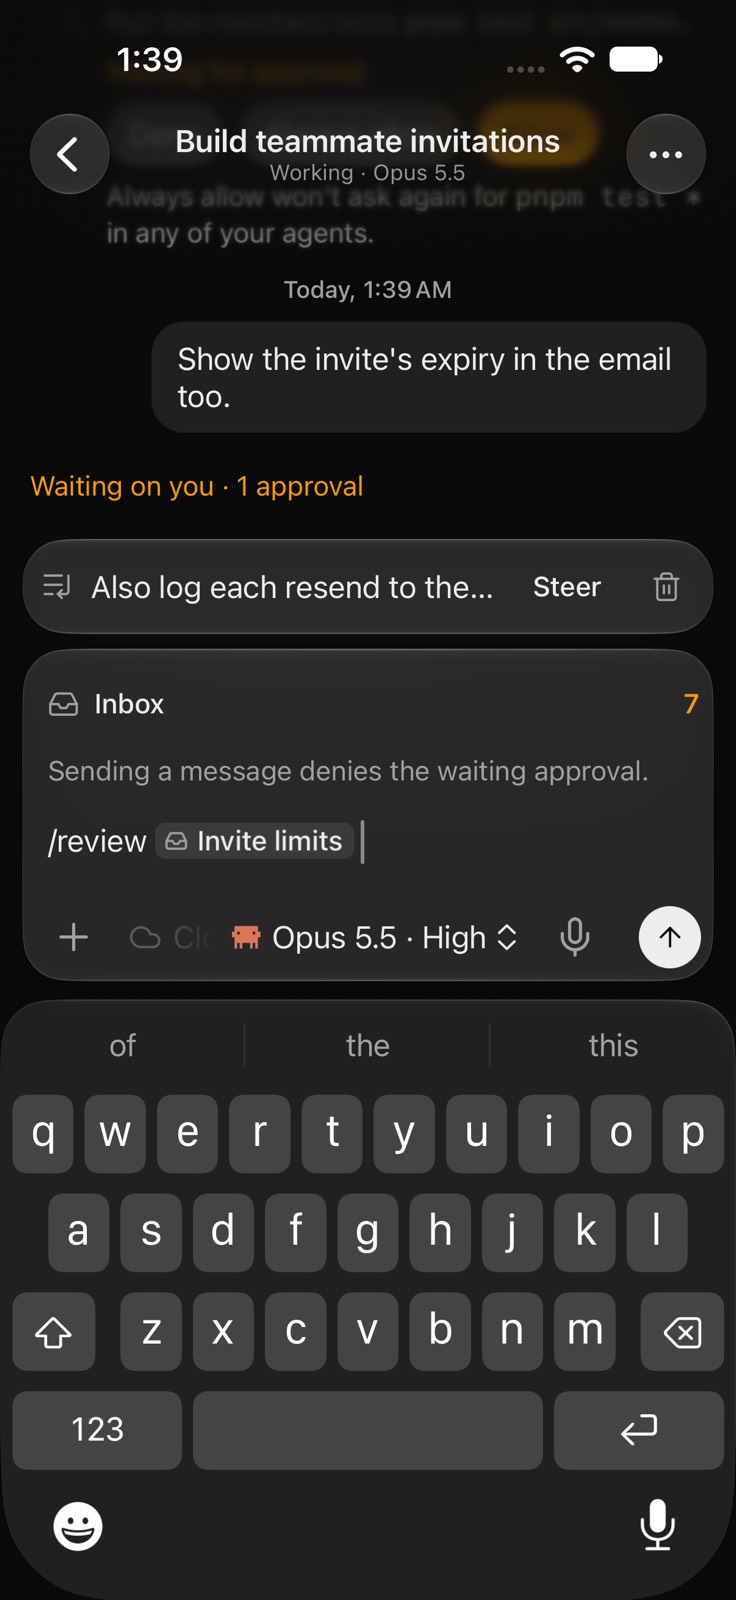 1:39
Build teammate invitations
Working · Opus 5.5
Always allow won't ask again for pnpm test *
in any of your agents.
Today, 1:39 AM
Show the invite's expiry in the email
too.
Waiting on you · 1 approval
Also log each resend to the... Steer
Inbox 7
Sending a message denies the waiting approval.
/review Invite limits
Opus 5.5 · High
of the this
q w e r t y u i o p
a s d f g h j k l
z x c v b n m
123